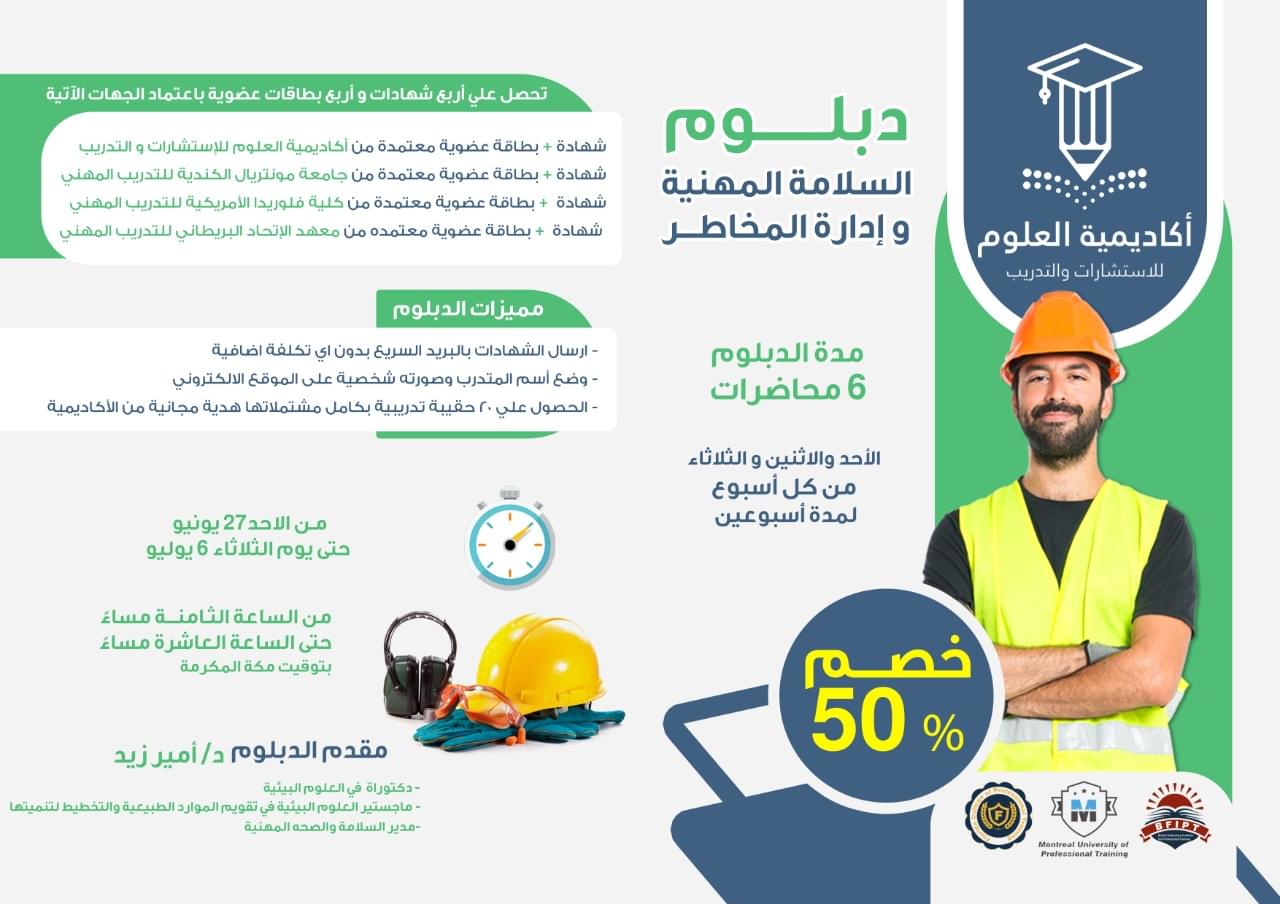 أكاديمية العلوم
للاستشارات والتدريب
دبلـــــوم
السلامة المهنية
و إدارة المخاطــر
مدة الدبلوم
6 محاضرات
الأحد والاثنين و الثلاثاء
من كل أسبوع
لمدة أسبوعين
خصـم
50 %
BFIPT
M
Montreal University of
Professional Training
F
تحصل علي أربع شهادات و أربع بطاقات عضوية باعتماد الجهات الآتية
شهادة + بطاقة عضوية معتمدة من أكاديمية العلوم للإستشارات و التدريب
شهادة + بطاقة عضوية معتمدة من جامعة مونتريال الكندية للتدريب المهني
شهادة + بطاقة عضوية معتمدة من كلية فلوريدا الأمريكية للتدريب المهني
شهادة + بطاقة عضوية معتمده من معهد الإتحاد البريطاني للتدريب المهني
مميزات الدبلوم
- ارسال الشهادات بالبريد السريع بدون اي تكلفة اضافية
- وضع أسم المتدرب وصورته شخصية على الموقع الالكتروني
- الحصول علي ٢٠ حقيبة تدريبية بكامل مشتملاتها هدية مجانية من الأكاديمية
من الاحد27 يونيو
حتى يوم الثلاثاء 6 يوليو
من الساعة الثامنـــة مساءً
حتى الساعة العاشرة مساءً
بتوقيت مكة المكرمة
مقدم الدبلوم د/ أمير زيد
- دكتوراة في العلوم البيئية
- ماجستير العلوم البيئية في تقويم الموارد الطبيعية والتخطيط لتنميتها
-مدير السلامة والصحه المهنية